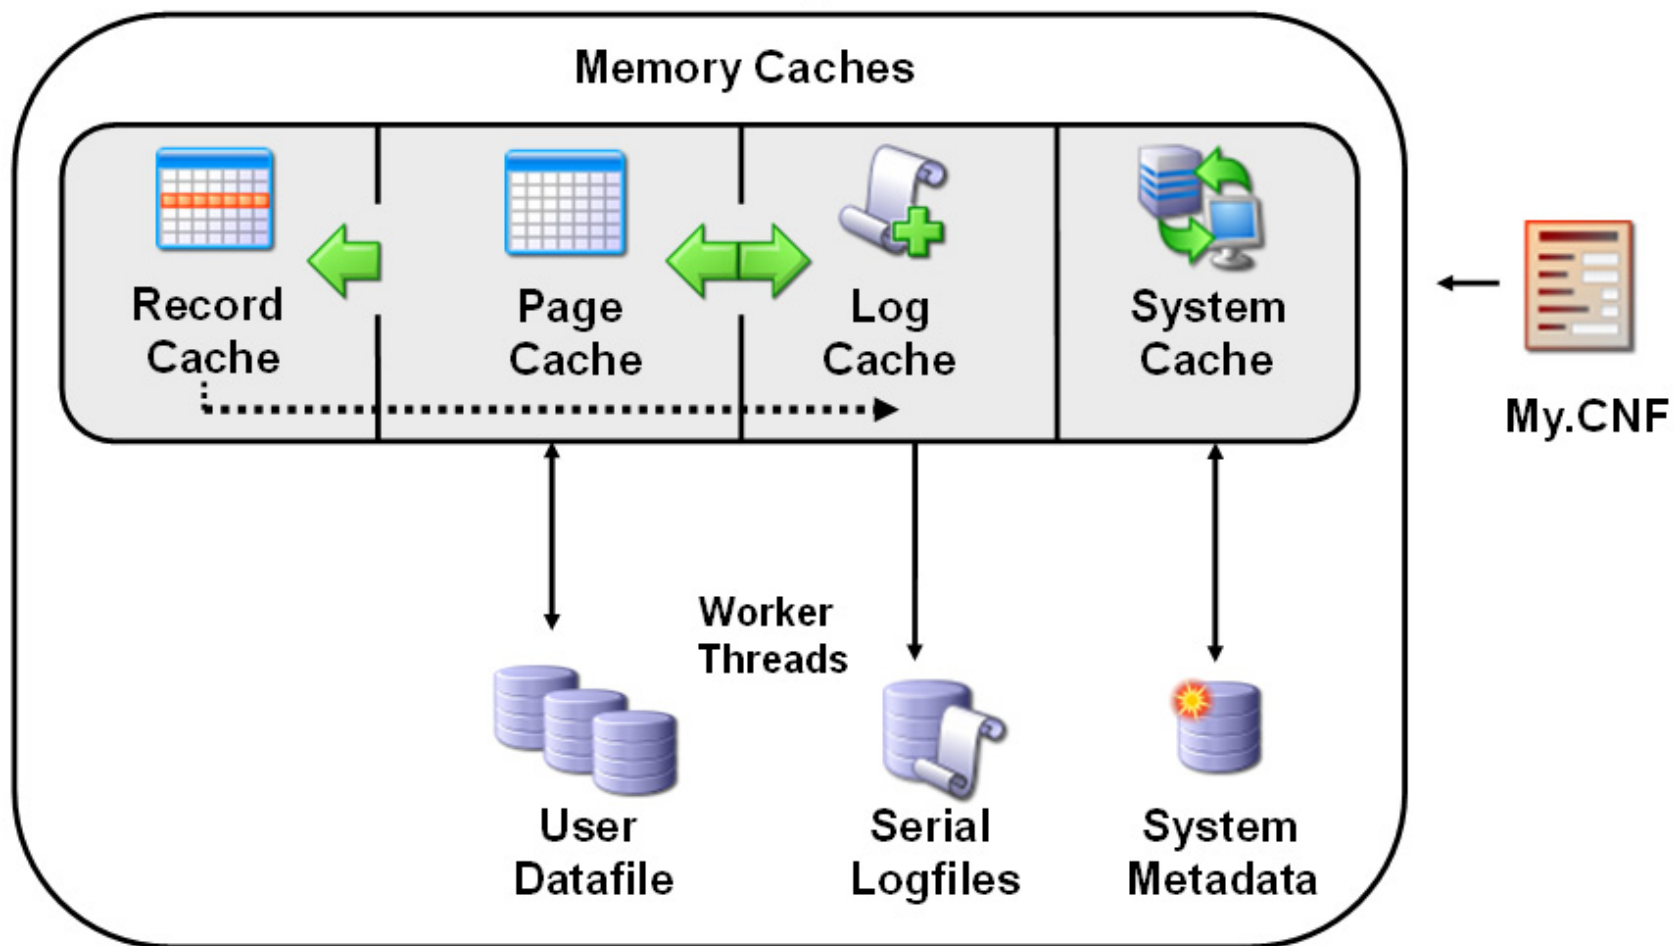 Memory Caches
Record
Cache
Page
Cache
Log
Cache
System
Cache
My.CNF
Worker
Threads
User
Datafile
Serial
Logfiles
System
Metadata